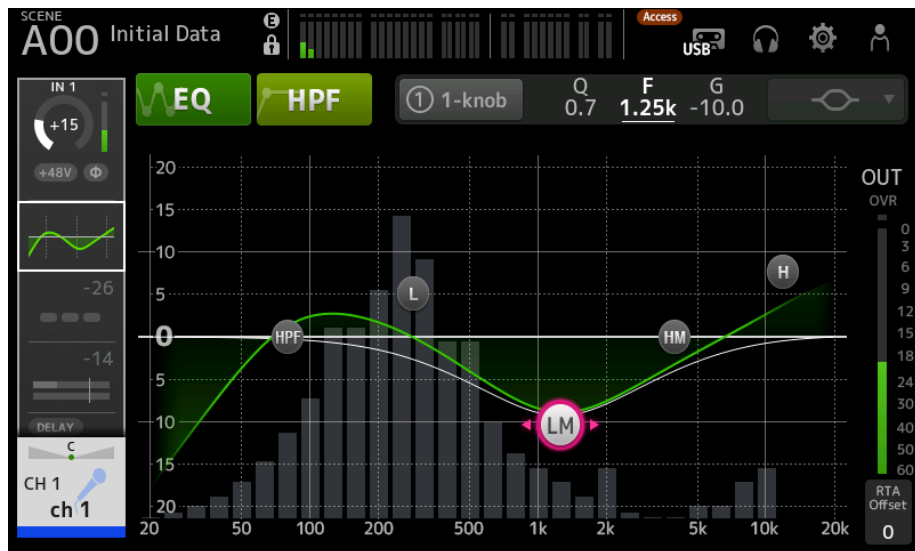 SCENE
A00 Initial Data
E
Access
USB
IN 1
+15
+48V Φ
-26
-14
DELAY
C
CH 1
ch 1
EQ
HPF
1 1-knob
Q F G
0.7 1.25k -10.0
20
15
10
5
0
5
10
15
20
HPF
L
LM
HM
H
20 50 100 200 500 1k 2k 5k 10k 20k
OUT
OVR
0
3
6
9
12
15
18
24
30
40
50
60
RTA
Offset
0